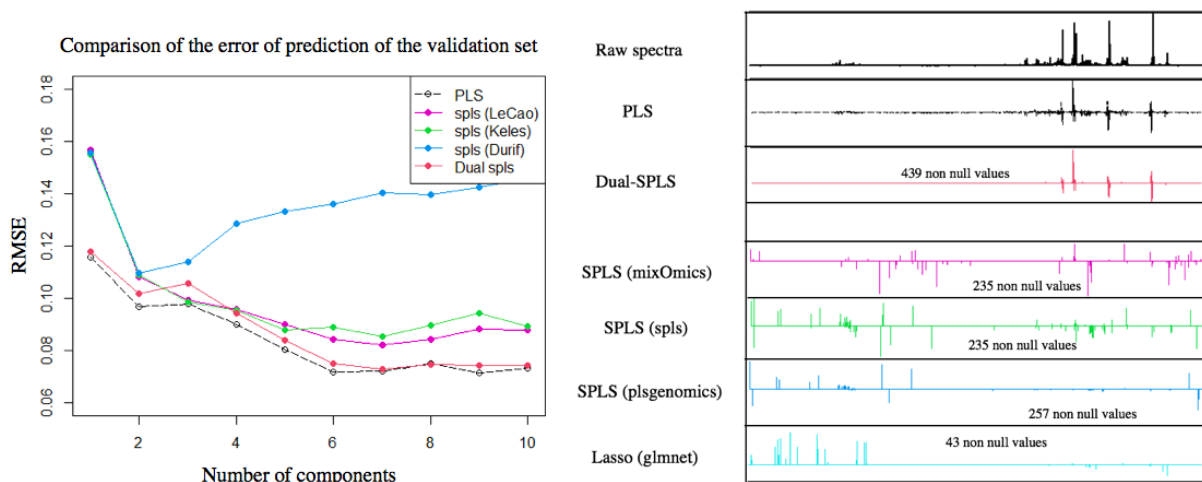 Comparison of the error of prediction of the validation set
0.18
0.16
0.14
0.12
0.10
0.08
0.06
RMSE
PLS
spls (LeCao)
spls (Keles)
spls (Durif)
Dual spls
2
4
6
8
10
Number of components
Raw spectra
PLS
Dual-SPLS
439 non null values
SPLS (mixOmics)
235 non null values
SPLS (spls)
235 non null values
SPLS (plsgenomics)
257 non null values
Lasso (glmnet)
43 non null values